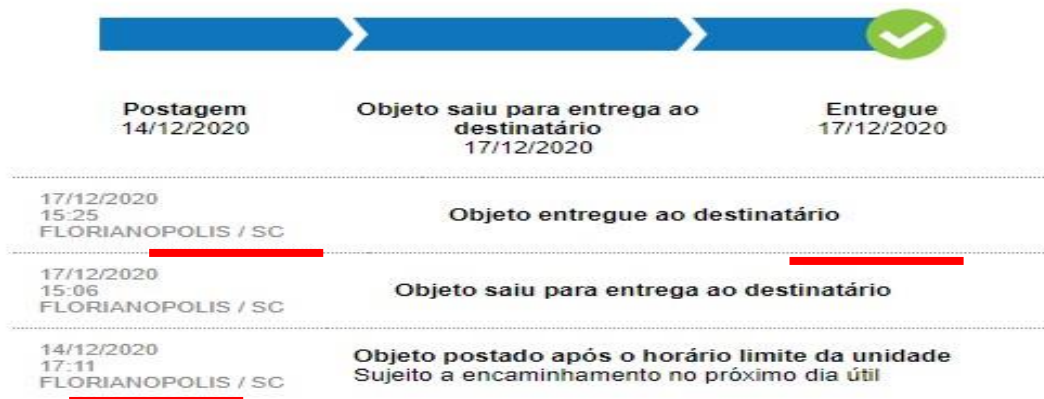 Postagem
14/12/2020
Objeto saiu para entrega ao
destinatário
17/12/2020
Entregue
17/12/2020
17/12/2020
15:25
FLORIANOPOLIS / SC
Objeto entregue ao destinatário
17/12/2020
15:06
FLORIANOPOLIS / SC
Objeto saiu para entrega ao destinatário
14/12/2020
17:11
FLORIANOPOLIS / SC
Objeto postado após o horário limite da unidade
Sujeito a encaminhamento no próximo dia útil